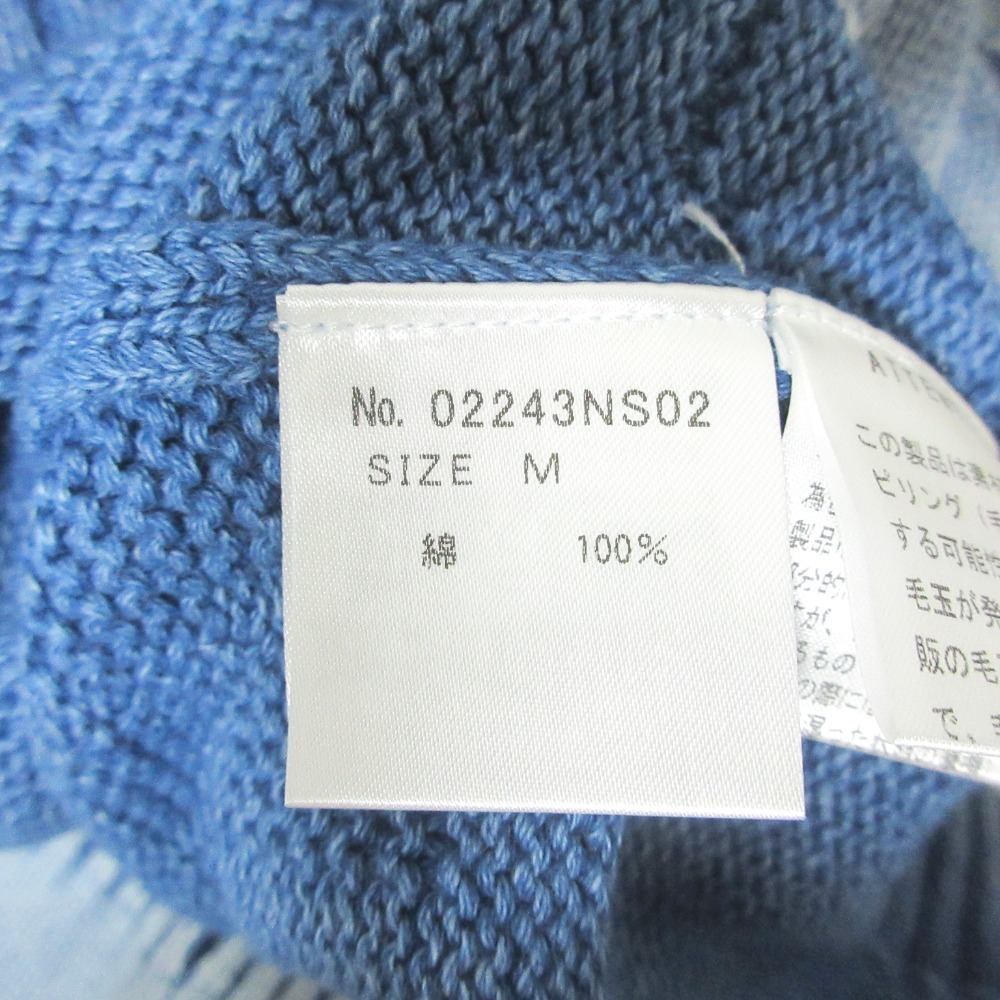 No. 02243NS02
SIZE M
綿 100%
この製品は
ピリング
する可能性
毛玉が発
販の毛
で、